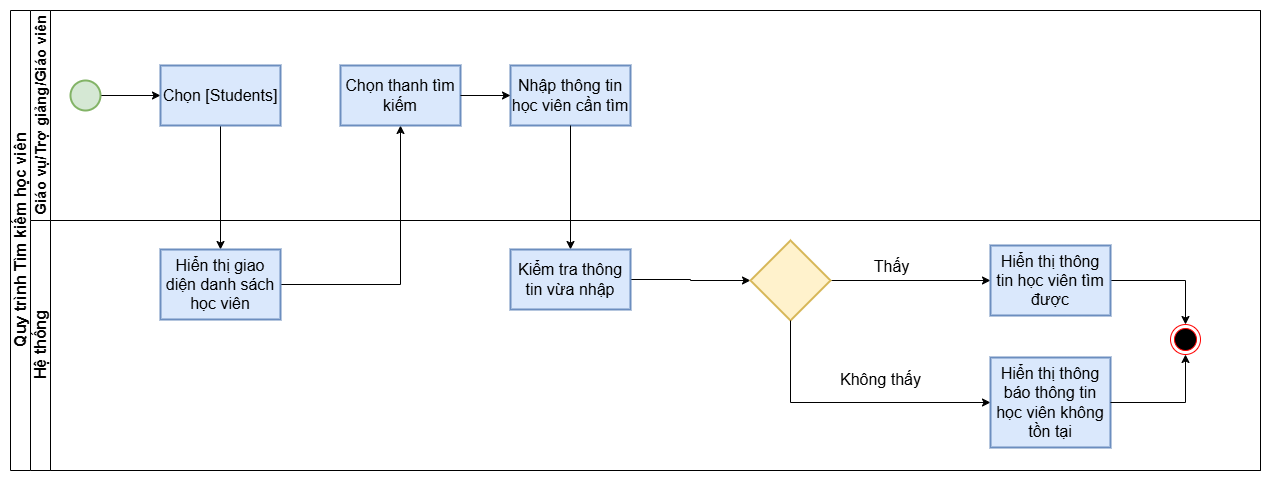 Quy trình Tìm kiếm học viên
Giáo vụ/Trợ giảng/Giáo viên
Chọn [Students]
Chọn thanh tìm
kiếm
Nhập thông tin
học viên cần tìm
Hệ thống
Hiển thị giao
diện danh sách
học viên
Kiểm tra thông
tin vừa nhập
Thấy
Hiển thị thông
tin học viên tìm
được
Không thấy
Hiển thị thông
báo thông tin
học viên không
tồn tại